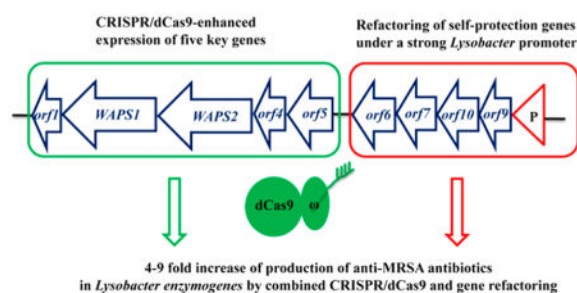 CRISPR/dCas9-enhanced
expression of five key genes
Refactoring of self-protection genes
under a strong Lysobacter promoter
orf1 WAPS1 WAPS2 orf4 orf5 orf6 orf7 orf10 orf9 P
dCas9 ω
4-9 fold increase of production of anti-MRSA antibiotics
in Lysobacter enzymogenes by combined CRISPR/dCas9 and gene refactoring